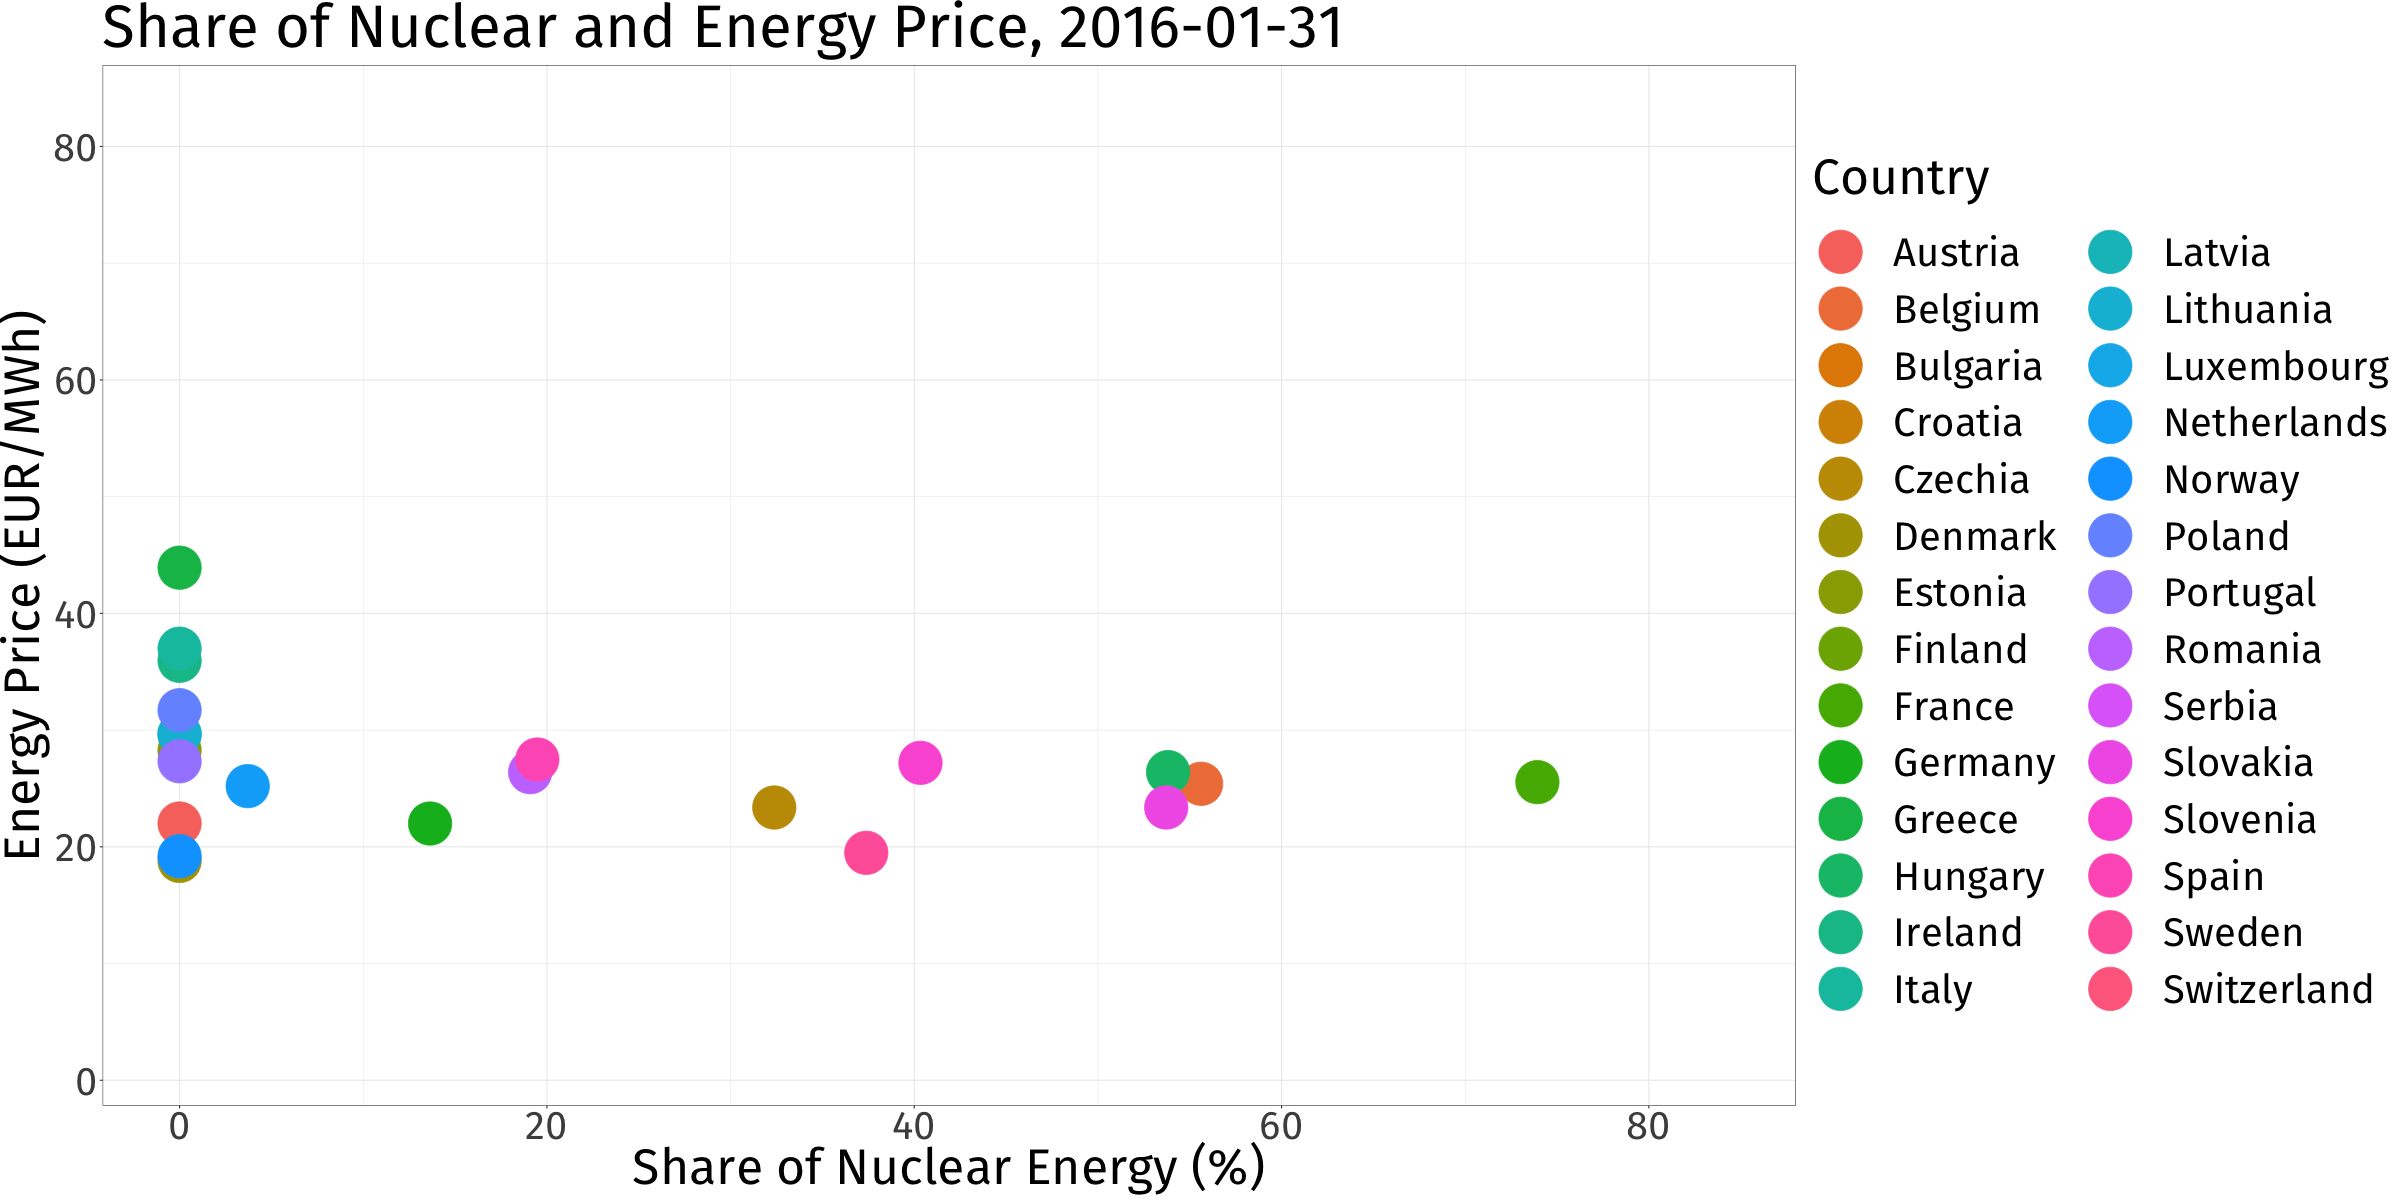 Share of Nuclear and Energy Price, 2016-01-31
Energy Price (EUR/MWh)
80
60
40
20
0
0 20 40 60 80
Share of Nuclear Energy (%)
Country
Austria
Belgium
Bulgaria
Croatia
Czechia
Denmark
Estonia
Finland
France
Germany
Greece
Hungary
Ireland
Italy
Latvia
Lithuania
Luxembourg
Netherlands
Norway
Poland
Portugal
Romania
Serbia
Slovakia
Slovenia
Spain
Sweden
Switzerland